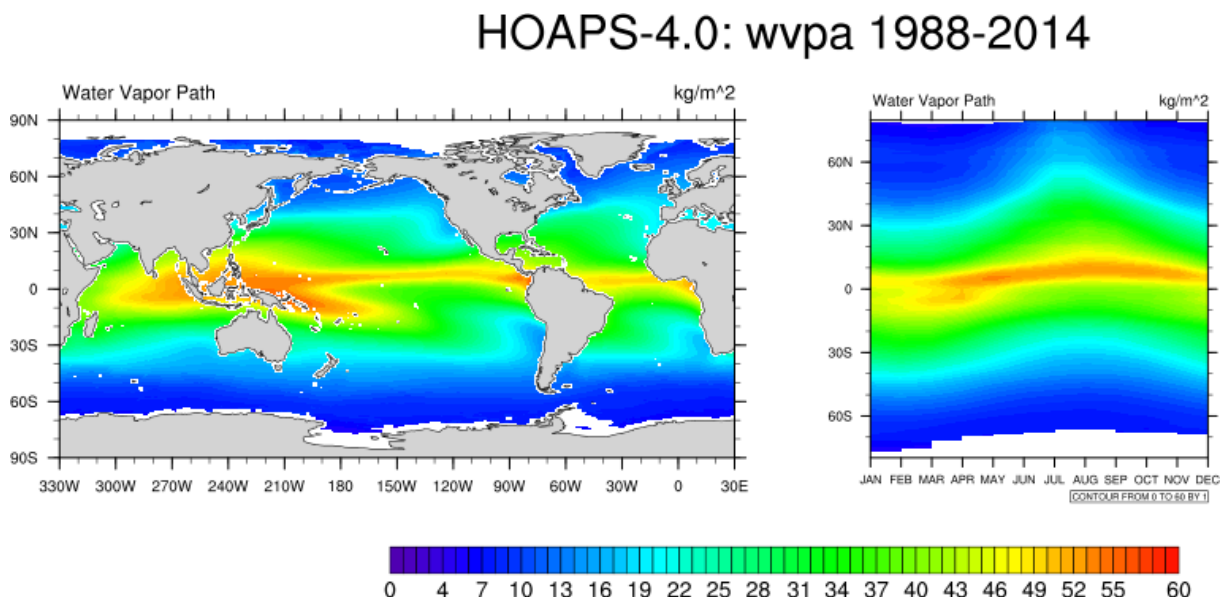 HOAPS-4.0: wvpa 1988-2014
Water Vapor Path kg/m^2
90N
60N
30N
0
30S
60S
90S
330W 300W 270W 240W 210W 180 150W 120W 90W 60W 30W 0 30E
Water Vapor Path kg/m^2
60N
30N
0
30S
60S
JAN FEB MAR APR MAY JUN JUL AUG SEP OCT NOV DEC
CONTOUR FROM 0 TO 60 BY 1
0 4 7 10 13 16 19 22 25 28 31 34 37 40 43 46 49 52 55 60